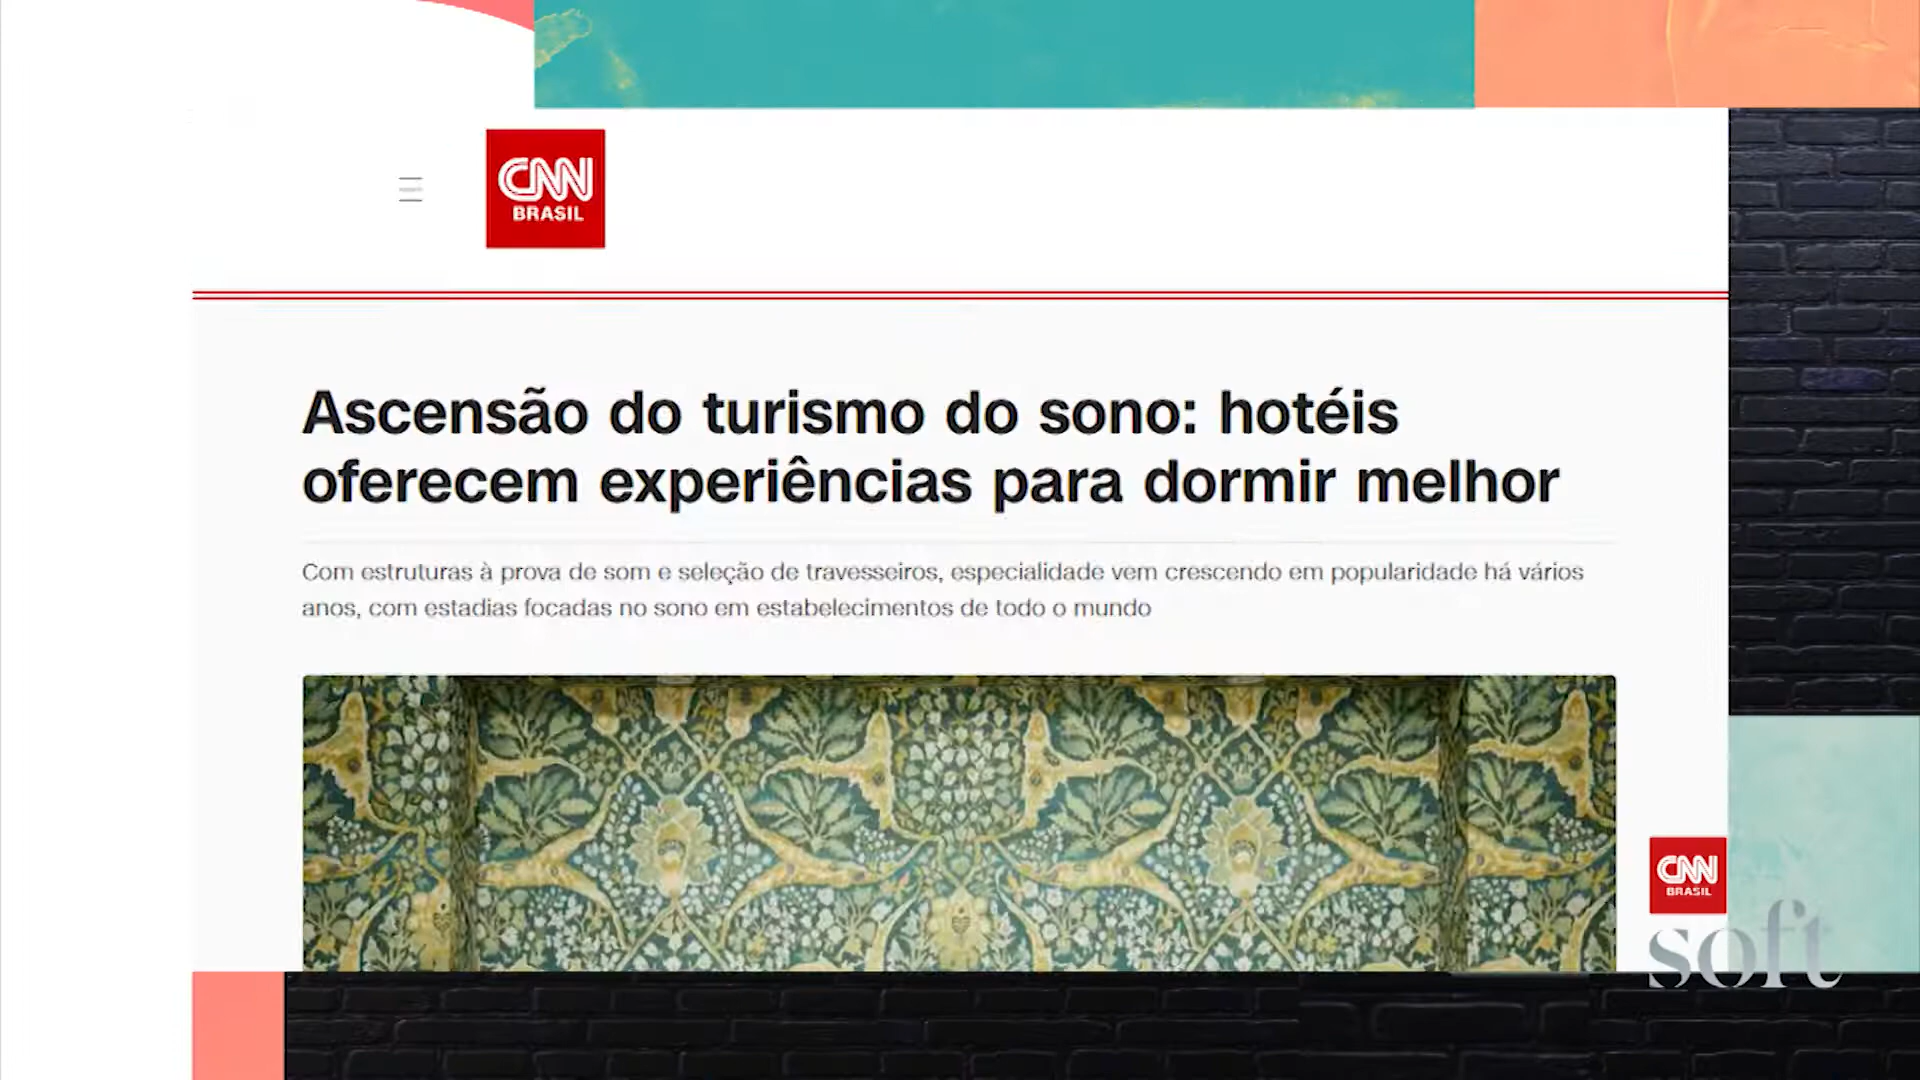 CNN
BRASIL
Ascensão do turismo do sono: hotéis
oferecem experiências para dormir melhor
Com estruturas à prova de som e seleção de travesseiros, especialidade vem crescendo em popularidade há vários
anos, com estadias focadas no sono em estabelecimentos de todo o mundo
CNN
BRASIL
soft